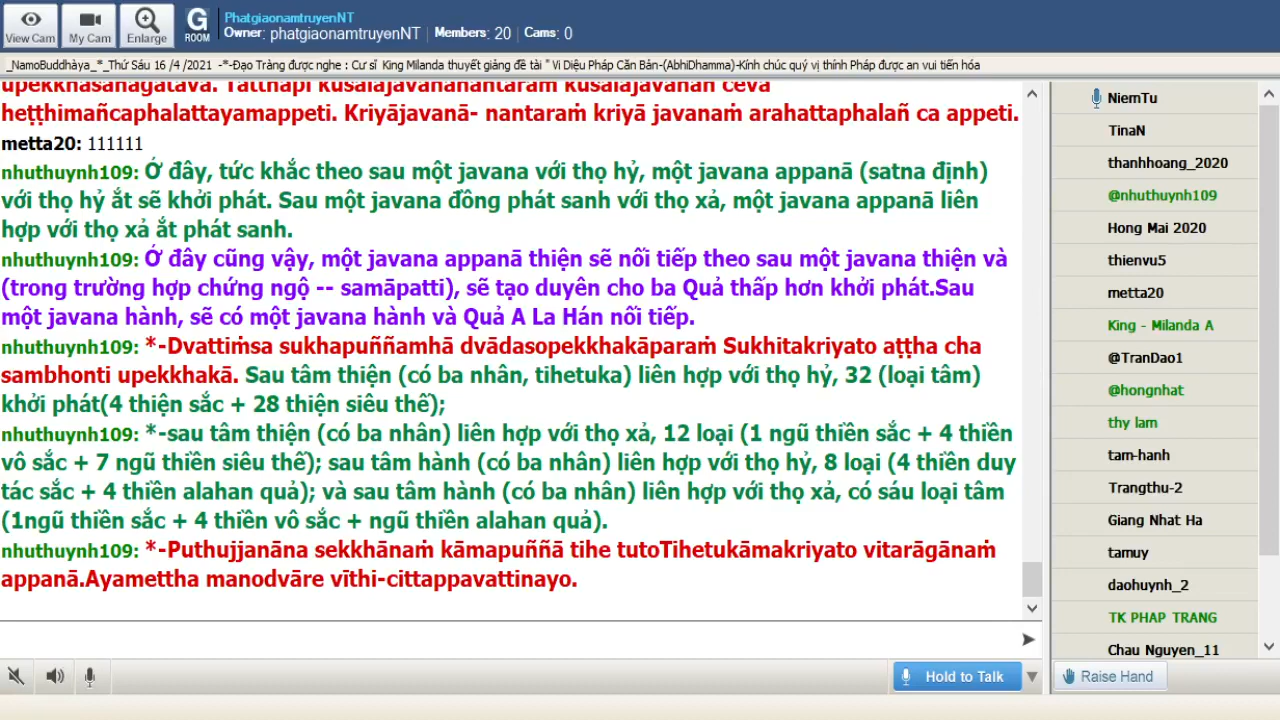 View Cam
My Cam
Enlarge
G
ROOM
PhatgiaonamtruyenNT
Owner: phatgiaonamtruyenNT | Members: 20 | Cams: 0
_NamoBuddhàya_*_Thứ Sáu 16 /4 /2021 -*-Đạo Tràng được nghe : Cư sĩ King Milanda thuyết giảng đề tài " Vi Diệu Pháp Căn Bản-(AbhiDhamma)-Kính chúc quý vị thính Pháp được an vui tiến hóa
upekkhāsahagatāva. Tatthāpi kusalajavanānantaraṁ kusalajavanañ ceva
heṭṭhimañcaphalattayamappeti. Kriyājavanā- nantaraṁ kriyā javanaṁ arahattaphalañ ca appeti.
metta20: 111111
nhuthuynh109: Ớ đây, tức khắc theo sau một javana với thọ hỷ, một javana appanā (satna định)
với thọ hỷ ắt sẽ khởi phát. Sau một javana đồng phát sanh với thọ xả, một javana appanā liên
hợp với thọ xả ắt phát sanh.
nhuthuynh109: Ớ đây cũng vậy, một javana appanā thiện sẽ nối tiếp theo sau một javana thiện và
(trong trường hợp chứng ngộ -- samāpatti), sẽ tạo duyên cho ba Quả thấp hơn khởi phát.Sau
một javana hành, sẽ có một javana hành và Quả A La Hán nối tiếp.
nhuthuynh109: *-Dvattiṁsa sukhapuññamhā dvādasopekkhakāparaṁ Sukhitakriyato aṭṭha cha
sambhonti upekkhakā. Sau tâm thiện (có ba nhân, tihetuka) liên hợp với thọ hỷ, 32 (loại tâm)
khởi phát(4 thiện sắc + 28 thiện siêu thế);
nhuthuynh109: *-sau tâm thiện (có ba nhân) liên hợp với thọ xả, 12 loại (1 ngũ thiền sắc + 4 thiền
vô sắc + 7 ngũ thiền siêu thế); sau tâm hành (có ba nhân) liên hợp với thọ hỷ, 8 loại (4 thiền duy
tác sắc + 4 thiền alahan quả); và sau tâm hành (có ba nhân) liên hợp với thọ xả, có sáu loại tâm
(1ngũ thiền sắc + 4 thiền vô sắc + ngũ thiền alahan quả).
nhuthuynh109: *-Puthujjanāna sekkhānaṁ kāmapuññā tihe tutoTihetukāmakriyato vitarāgānaṁ
appanā.Ayamettha manodvāre vīthi-cittappavattinayo.
Hold to Talk
NiemTu
TinaN
thanhhoang_2020
@nhuthuynh109
Hong Mai 2020
thienvu5
metta20
King - Milanda A
@TranDao1
@hongnhat
thy lam
tam-hanh
Trangthu-2
Giang Nhat Ha
tamuy
daohuynh_2
TK PHAP TRANG
Chau Nguyen_11
Raise Hand